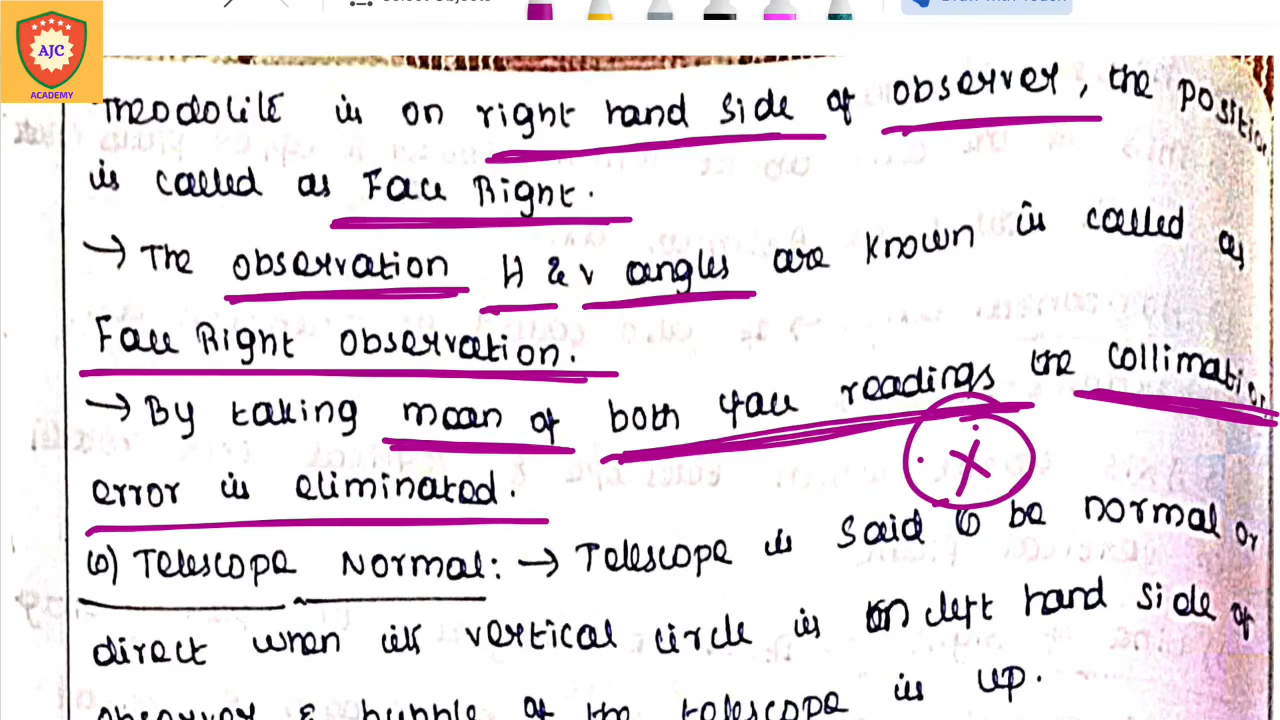 AJC
ACADEMY
Theodolite is on right hand side of observer, the positio
is called as Face Right.
→ The observation H & V angles are known is called as
Face Right observation.
→ By taking mean of both face readings the collimation
error is eliminated.
X
(6) Telescope Normal: → Telescope is said to be normal or
direct when its vertical circle is on left hand side of
observer & bubble of the telescope is up.